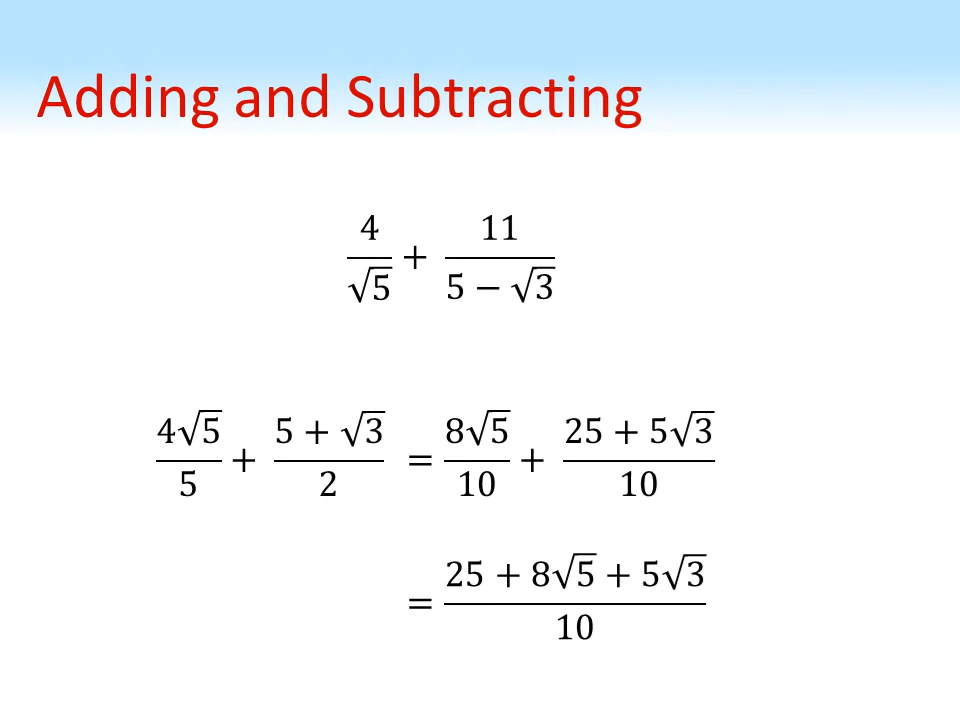 Adding and Subtracting
4/√5 + 11/(5 − √3)
4√5/5 + (5 + √3)/2 = 8√5/10 + (25 + 5√3)/10
= (25 + 8√5 + 5√3)/10